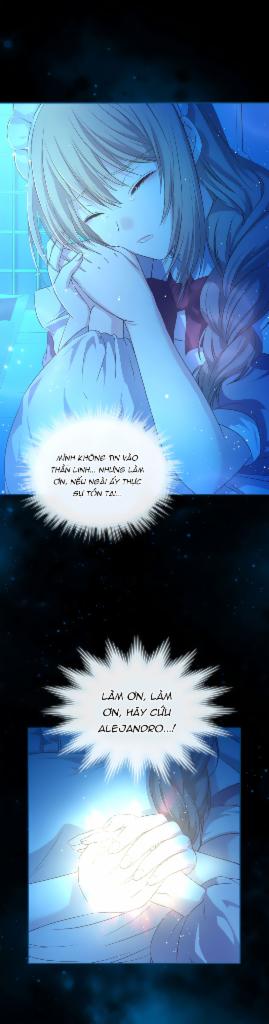 MÌNH KHÔNG TIN VÀO
THẦN LINH... NHƯNG LÀM
ƠN, NẾU NGÀI ẤY THỰC
SỰ TỒN TẠI...
LÀM ƠN, LÀM
ƠN, HÃY CỨU
ALEJANDRO...!